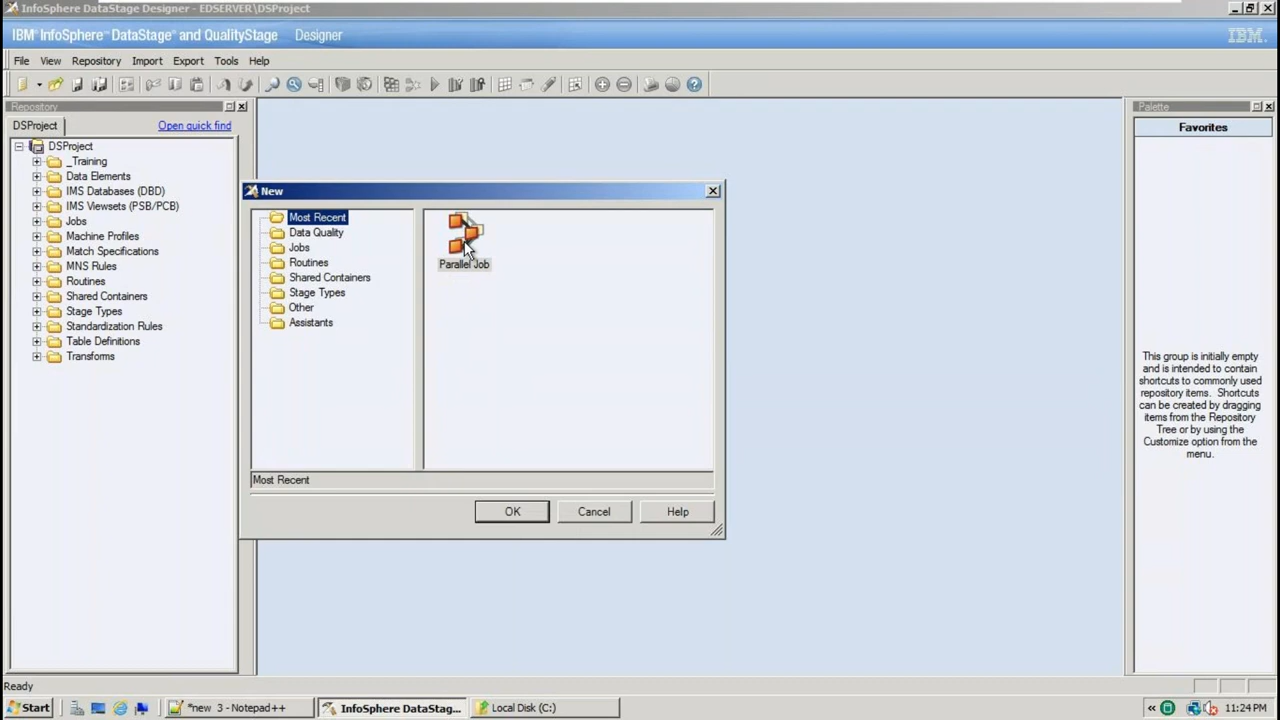 InfoSphere DataStage Designer - EDSERVER\DSProject
IBM® InfoSphere™ DataStage® and QualityStage® Designer
IBM.
File View Repository Import Export Tools Help
Repository
Palette
DSProject
Open quick find
Favorites
DSProject
_Training
Data Elements
IMS Databases (DBD)
IMS Viewsets (PSB/PCB)
Jobs
Machine Profiles
Match Specifications
MNS Rules
Routines
Shared Containers
Stage Types
Standardization Rules
Table Definitions
Transforms
New
Most Recent
Data Quality
Jobs
Routines
Shared Containers
Stage Types
Other
Assistants
Parallel Job
Most Recent
OK
Cancel
Help
This group is initially empty
and is intended to contain
shortcuts to commonly used
repository items. Shortcuts
can be created by dragging
items from the Repository
Tree or by using the
Customize option from the
menu.
Ready
Start
*new 3 - Notepad++
InfoSphere DataStag...
Local Disk (C:)
11:24 PM